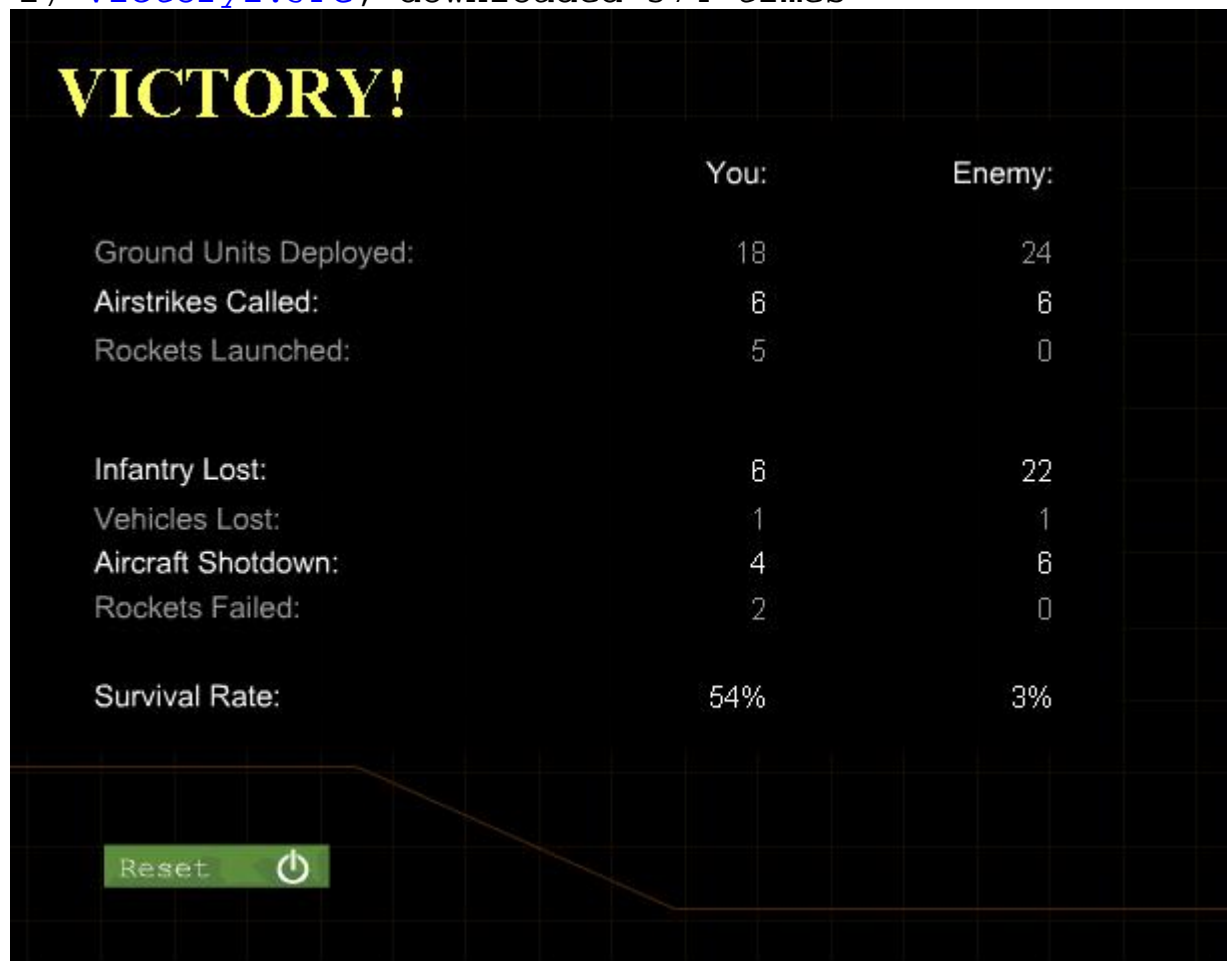 VICTORY!
You: Enemy:
Ground Units Deployed: 18 24
Airstrikes Called: 6 6
Rockets Launched: 5 0
Infantry Lost: 6 22
Vehicles Lost: 1 1
Aircraft Shotdown: 4 6
Rockets Failed: 2 0
Survival Rate: 54% 3%
Reset